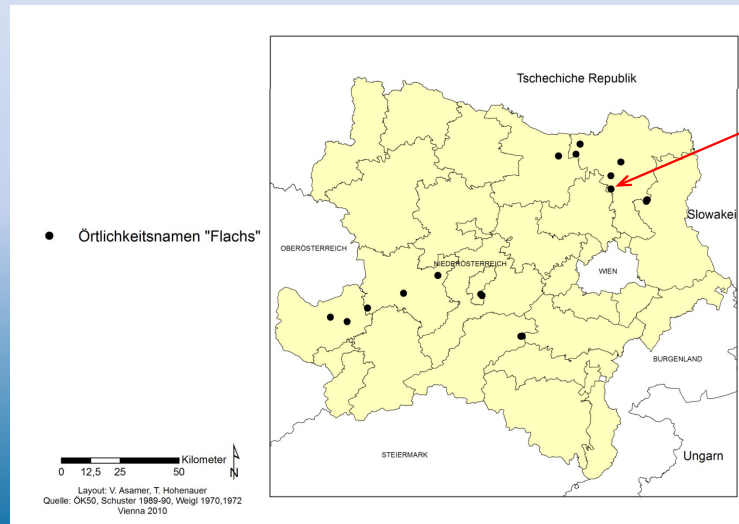 Tschechiche Republik
Slowakei
Örtlichkeitsnamen "Flachs"
OBERÖSTERREICH
NIEDERÖSTERREICH
WIEN
BURGENLAND
STEIERMARK
Ungarn
Kilometer
0 12,5 25 50
N
Layout: V. Asamer, T. Hohenauer
Quelle: ÖK50, Schuster 1989-90, Weigl 1970,1972
Vienna 2010